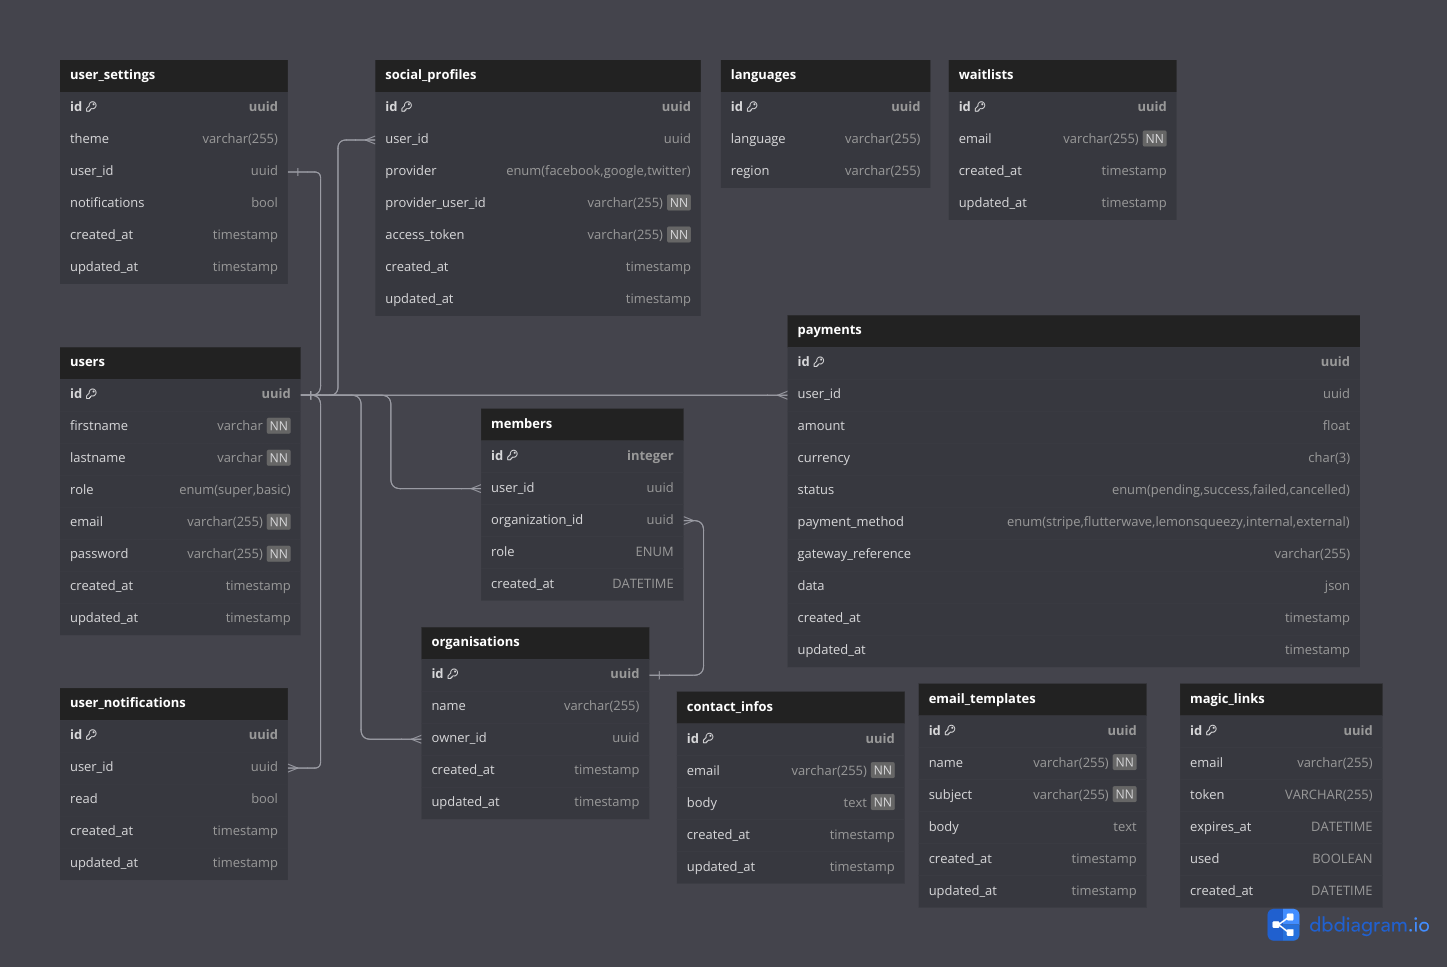 user_settings
id uuid
theme varchar(255)
user_id uuid
notifications bool
created_at timestamp
updated_at timestamp
social_profiles
id uuid
user_id uuid
provider enum(facebook,google,twitter)
provider_user_id varchar(255) NN
access_token varchar(255) NN
created_at timestamp
updated_at timestamp
languages
id uuid
language varchar(255)
region varchar(255)
waitlists
id uuid
email varchar(255) NN
created_at timestamp
updated_at timestamp
users
id uuid
firstname varchar NN
lastname varchar NN
role enum(super,basic)
email varchar(255) NN
password varchar(255) NN
created_at timestamp
updated_at timestamp
members
id integer
user_id uuid
organization_id uuid
role ENUM
created_at DATETIME
payments
id uuid
user_id uuid
amount float
currency char(3)
status enum(pending,success,failed,cancelled)
payment_method enum(stripe,flutterwave,lemonsqueezy,internal,external)
gateway_reference varchar(255)
data json
created_at timestamp
updated_at timestamp
user_notifications
id uuid
user_id uuid
read bool
created_at timestamp
updated_at timestamp
organisations
id uuid
name varchar(255)
owner_id uuid
created_at timestamp
updated_at timestamp
contact_infos
id uuid
email varchar(255) NN
body text NN
created_at timestamp
updated_at timestamp
email_templates
id uuid
name varchar(255) NN
subject varchar(255) NN
body text
created_at timestamp
updated_at timestamp
magic_links
id uuid
email varchar(255)
token VARCHAR(255)
expires_at DATETIME
used BOOLEAN
created_at DATETIME
dbdiagram.io